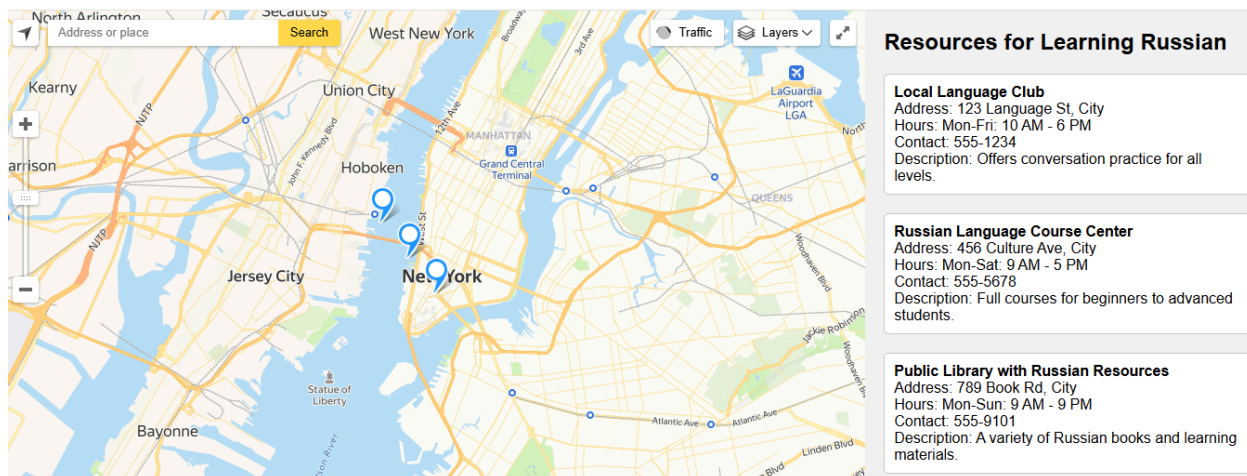 North Arlington
Secaucus
Address or place
Search
West New York
Broadway
3rd Ave
Traffic
Layers
Kearny
NJTP
Union City
12th Ave
LaGuardia
Airport
LGA
MANHATTAN
John F. Kennedy Blvd
Hoboken
Grand Central
Terminal
QUEENS
West St
NJTP
Jersey City
New York
Woodhaven Blvd
Jackie Robinson
Statue of
Liberty
Atlantic Ave
Atlantic Ave
Bayonne
Linden Blvd
Resources for Learning Russian
Local Language Club
Address: 123 Language St, City
Hours: Mon-Fri: 10 AM - 6 PM
Contact: 555-1234
Description: Offers conversation practice for all
levels.
Russian Language Course Center
Address: 456 Culture Ave, City
Hours: Mon-Sat: 9 AM - 5 PM
Contact: 555-5678
Description: Full courses for beginners to advanced
students.
Public Library with Russian Resources
Address: 789 Book Rd, City
Hours: Mon-Sun: 9 AM - 9 PM
Contact: 555-9101
Description: A variety of Russian books and learning
materials.